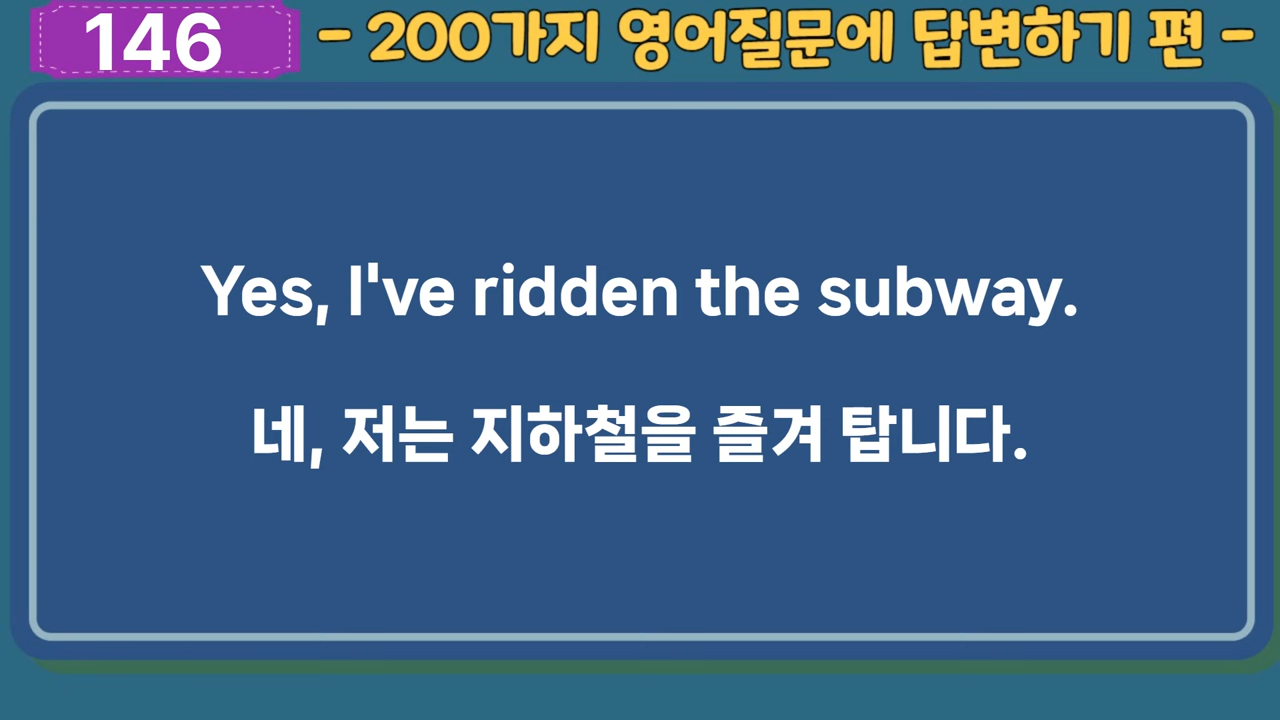 146
- 200가지 영어질문에 답변하기 편 -
Yes, I've ridden the subway.
네, 저는 지하철을 즐겨 탑니다.